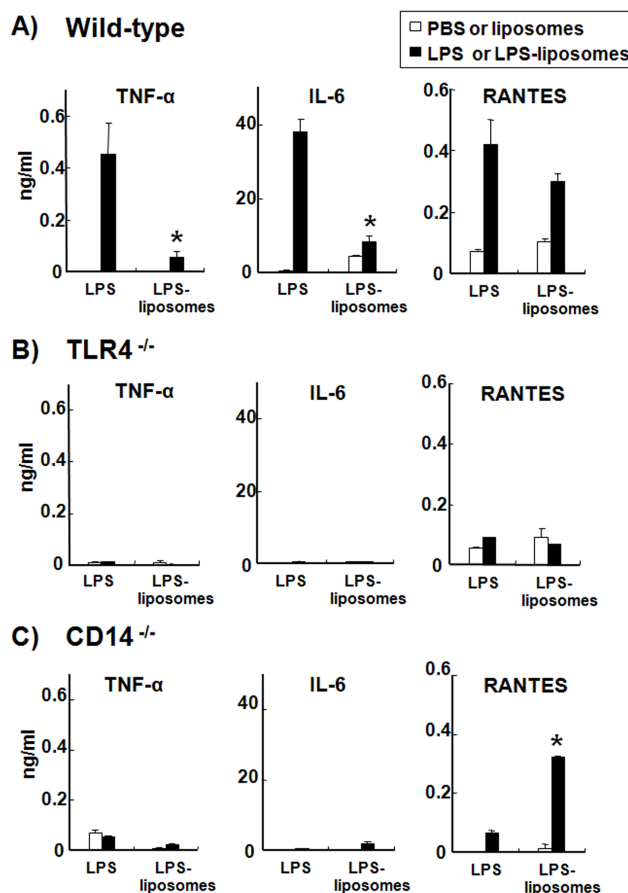 A) Wild-type
PBS or liposomes
LPS or LPS-liposomes
TNF-α
IL-6
RANTES
ng/ml
0.6
0.4
0.2
0
40
20
0
0.6
0.4
0.2
0
LPS
LPS-
liposomes
LPS
LPS-
liposomes
LPS
LPS-
liposomes
*
*
B) TLR4 -/-
TNF-α
IL-6
RANTES
ng/ml
0.6
0.4
0.2
0
40
20
0
0.6
0.4
0.2
0
LPS
LPS-
liposomes
LPS
LPS-
liposomes
LPS
LPS-
liposomes
C) CD14 -/-
TNF-α
IL-6
RANTES
ng/ml
0.6
0.4
0.2
0
40
20
0
0.6
0.4
0.2
0
*
LPS
LPS-
liposomes
LPS
LPS-
liposomes
LPS
LPS-
liposomes